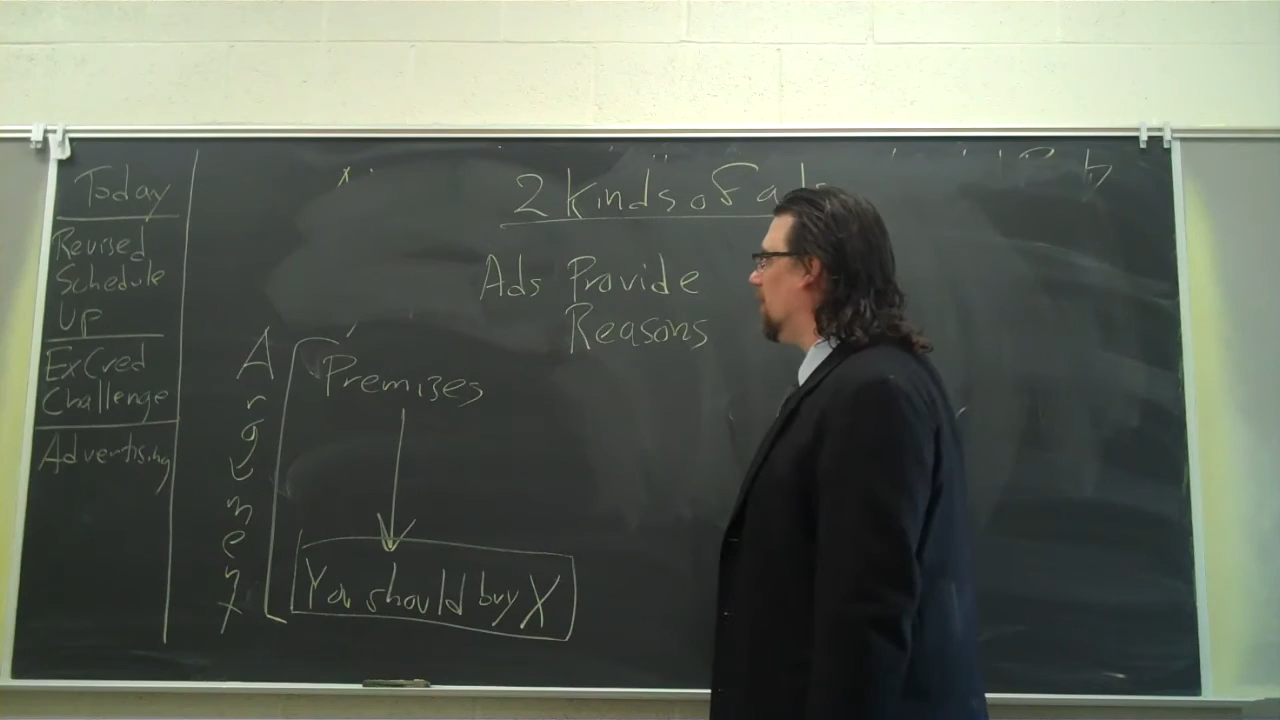 Today
Revised
Schedule
Up
ExCred
Challenge
Advertising
2 Kinds of ads
Ads Provide
Reasons
Argument
Premises
You should buy X